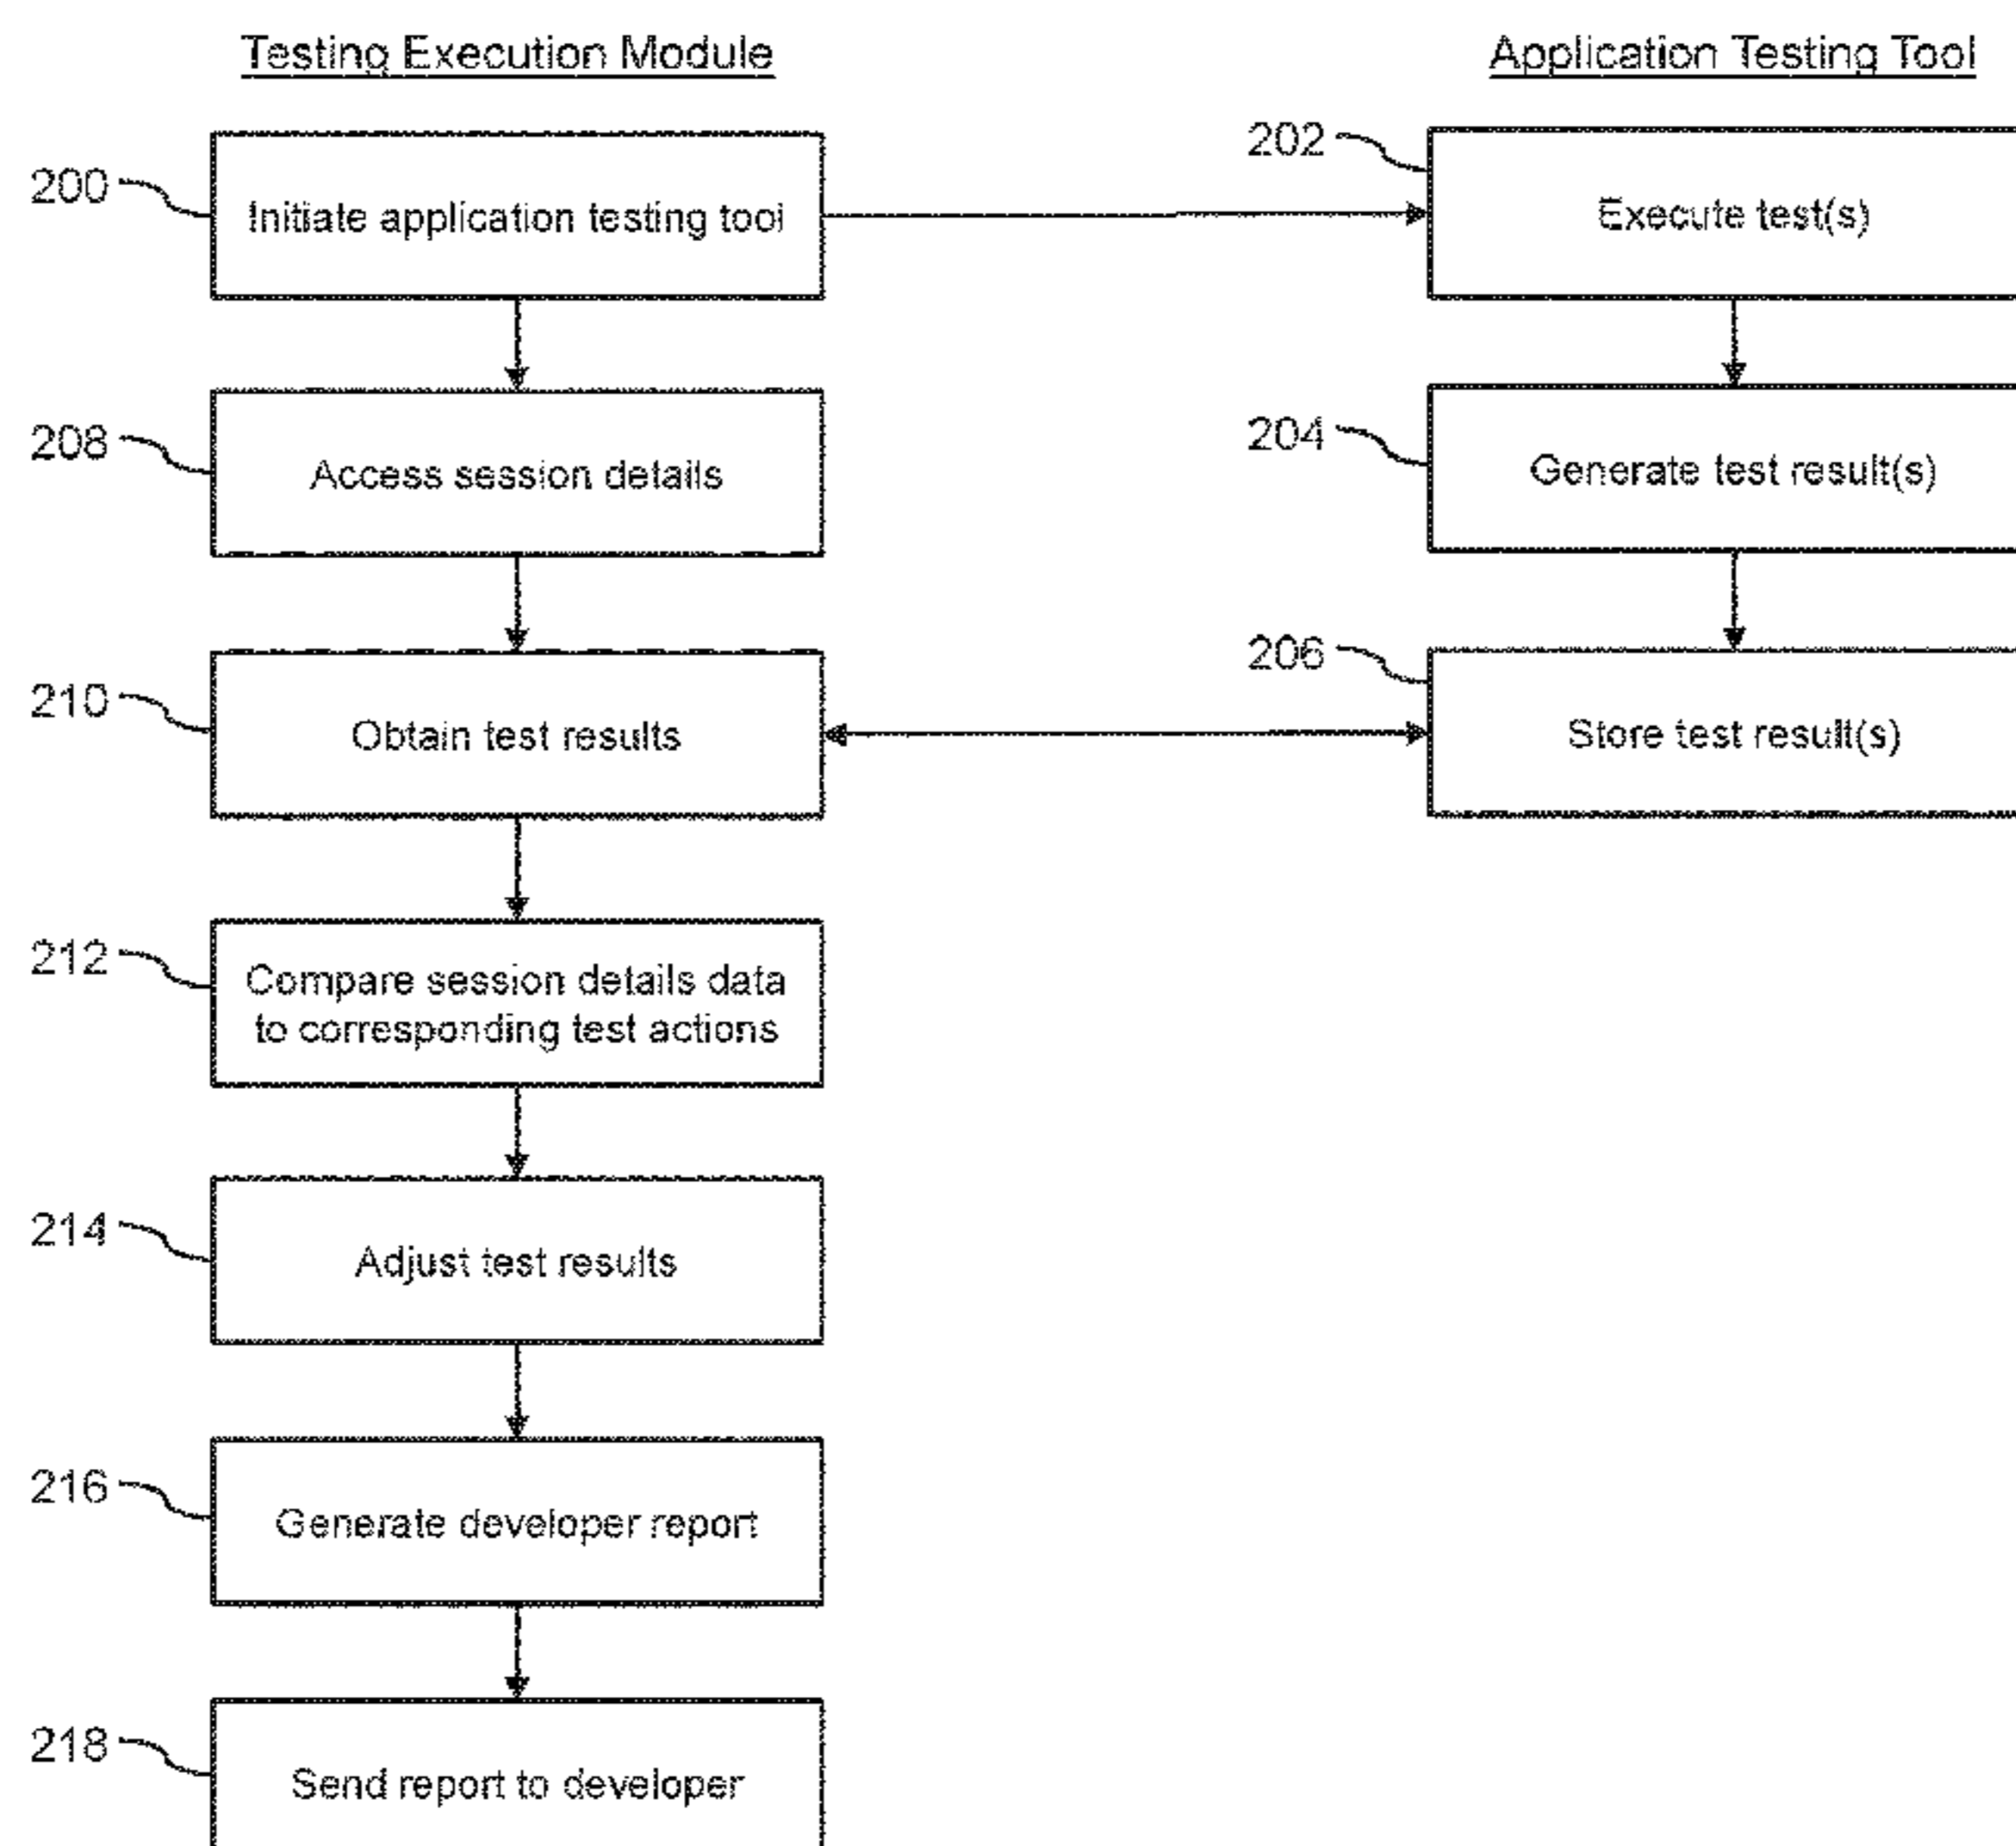 Testing Execution Module
Application Testing Tool
200
Initiate application testing tool
202
Execute test(s)
208
Access session details
204
Generate test result(s)
210
Obtain test results
206
Store test result(s)
212
Compare session details data
to corresponding test actions
214
Adjust test results
216
Generate developer report
218
Send report to developer